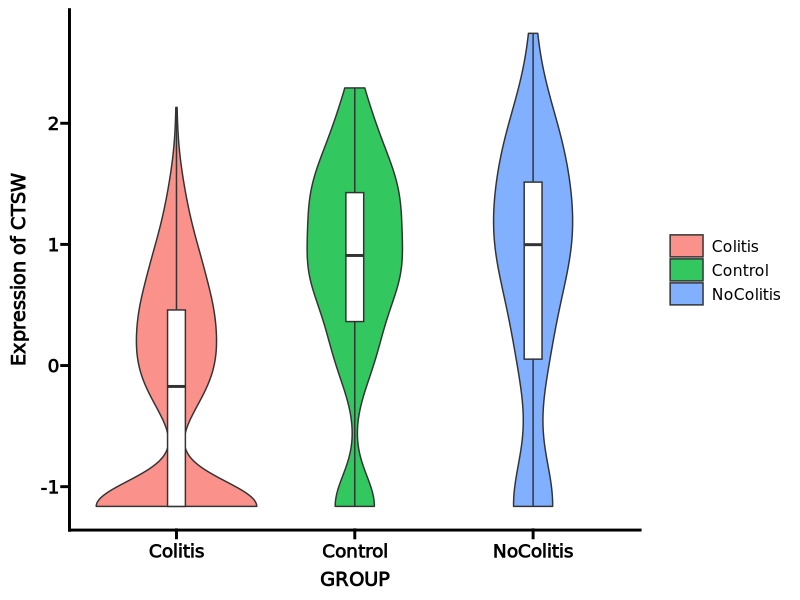 Expression of CTSW
2
1
0
-1
Colitis
Control
NoColitis
GROUP
Colitis
Control
NoColitis